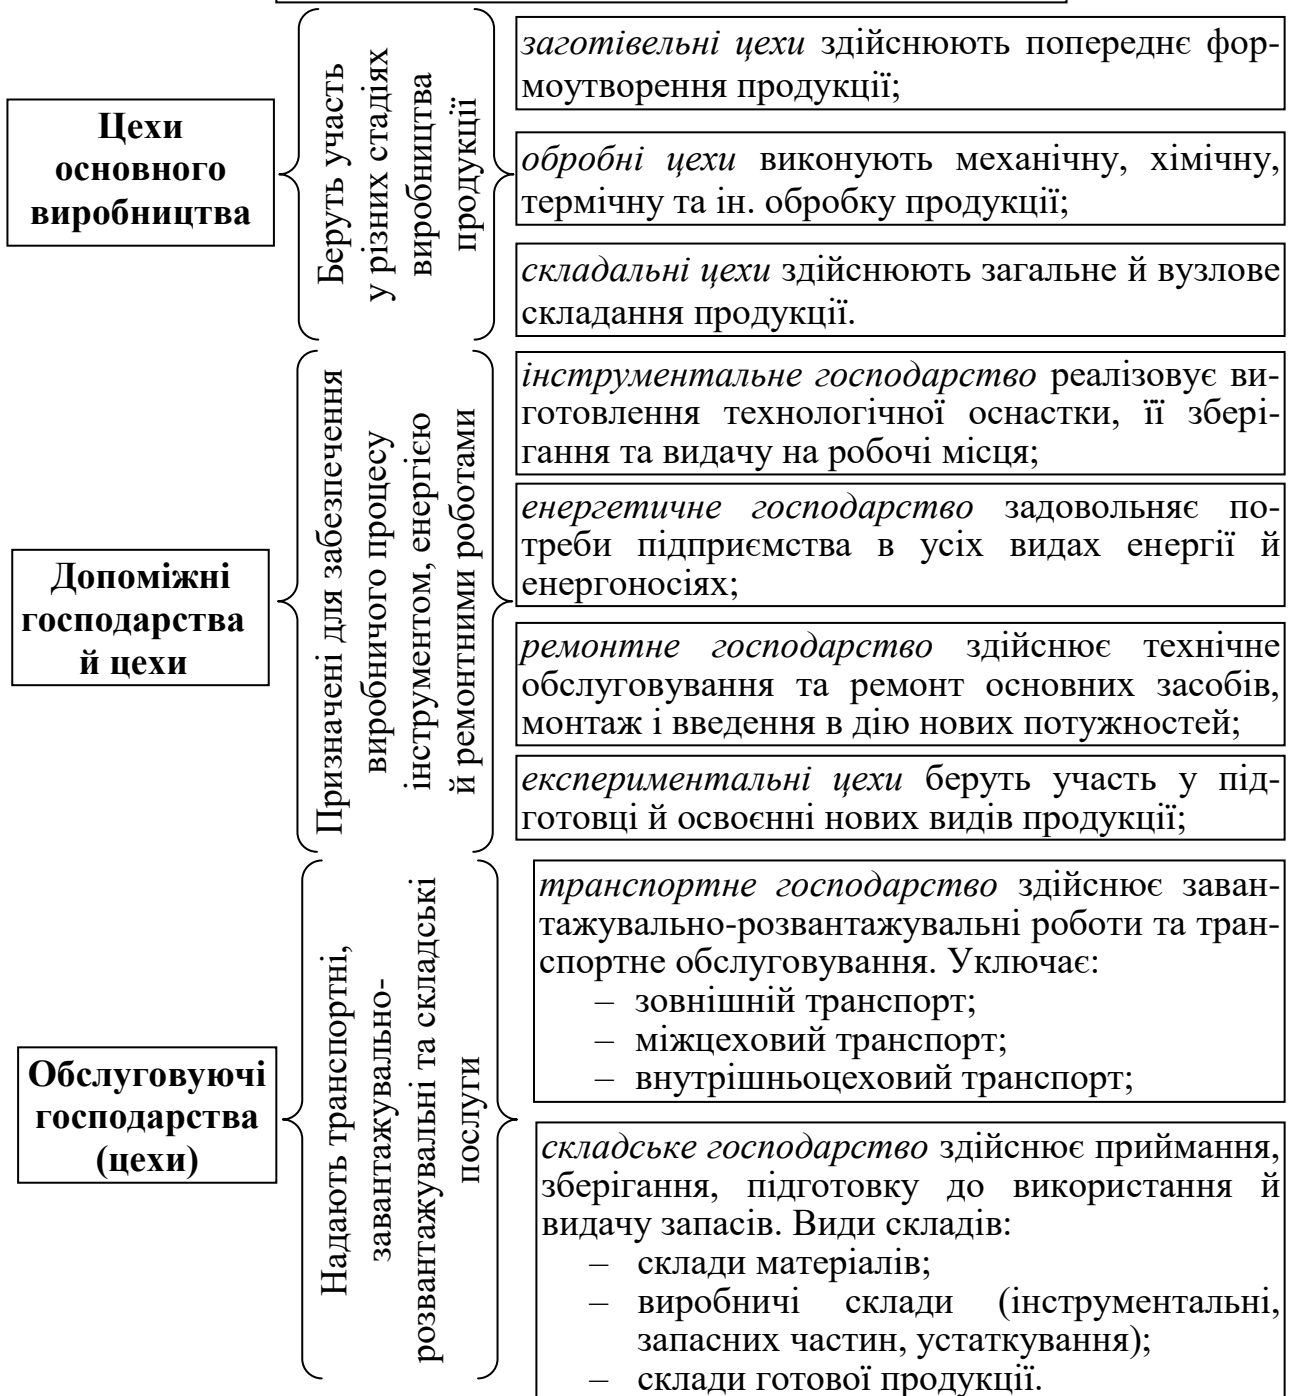 Цехи
основного
виробництва
Беруть участь
у різних стадіях
виробництва
продукції
заготівельні цехи здійснюють попереднє фор-
моутворення продукції;
обробні цехи виконують механічну, хімічну,
термічну та ін. обробку продукції;
складальні цехи здійснюють загальне й вузлове
складання продукції.
Допоміжні
господарства
й цехи
Призначені для забезпечення
виробничого процесу
інструментом, енергією
й ремонтними роботами
інструментальне господарство реалізовує ви-
готовлення технологічної оснастки, її збері-
гання та видачу на робочі місця;
енергетичне господарство задовольняє по-
треби підприємства в усіх видах енергії й
енергоносіях;
ремонтне господарство здійснює технічне
обслуговування та ремонт основних засобів,
монтаж і введення в дію нових потужностей;
експериментальні цехи беруть участь у під-
готовці й освоєнні нових видів продукції;
Обслуговуючі
господарства
(цехи)
Надають транспортні,
завантажувально-
розвантажувальні та складські
послуги
транспортне господарство здійснює заван-
тажувально-розвантажувальні роботи та тран-
спортне обслуговування. Уключає:
– зовнішній транспорт;
– міжцеховий транспорт;
– внутрішньоцеховий транспорт;
складське господарство здійснює приймання,
зберігання, підготовку до використання й
видачу запасів. Види складів:
– склади матеріалів;
– виробничі склади (інструментальні,
запасних частин, устаткування);
– склади готової продукції.